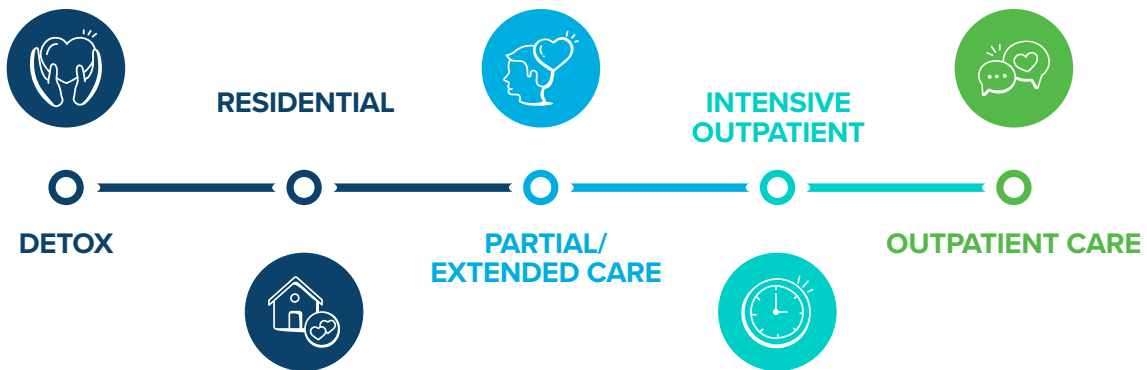 DETOX
RESIDENTIAL
PARTIAL/
EXTENDED CARE
INTENSIVE
OUTPATIENT
OUTPATIENT CARE